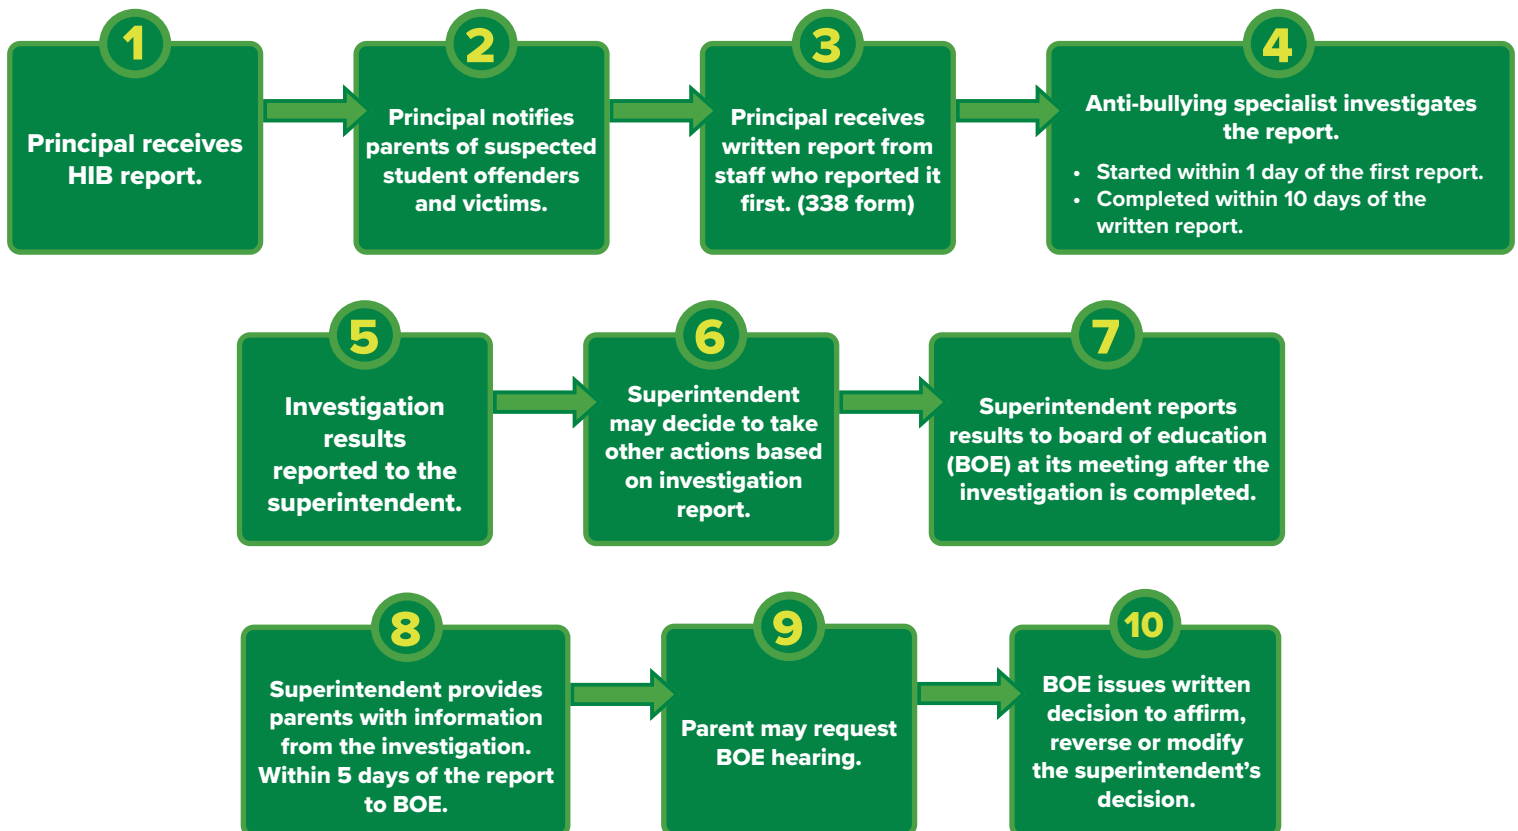 1
Principal receives
HIB report.
2
Principal notifies
parents of suspected
student offenders
and victims.
3
Principal receives
written report from
staff who reported it
first. (338 form)
4
Anti-bullying specialist investigates
the report.
• Started within 1 day of the first report.
• Completed within 10 days of the
written report.
5
Investigation
results
reported to the
superintendent.
6
Superintendent
may decide to take
other actions based
on investigation
report.
7
Superintendent reports
results to board of education
(BOE) at its meeting after the
investigation is completed.
8
Superintendent provides
parents with information
from the investigation.
Within 5 days of the report
to BOE.
9
Parent may request
BOE hearing.
10
BOE issues written
decision to affirm,
reverse or modify
the superintendent’s
decision.